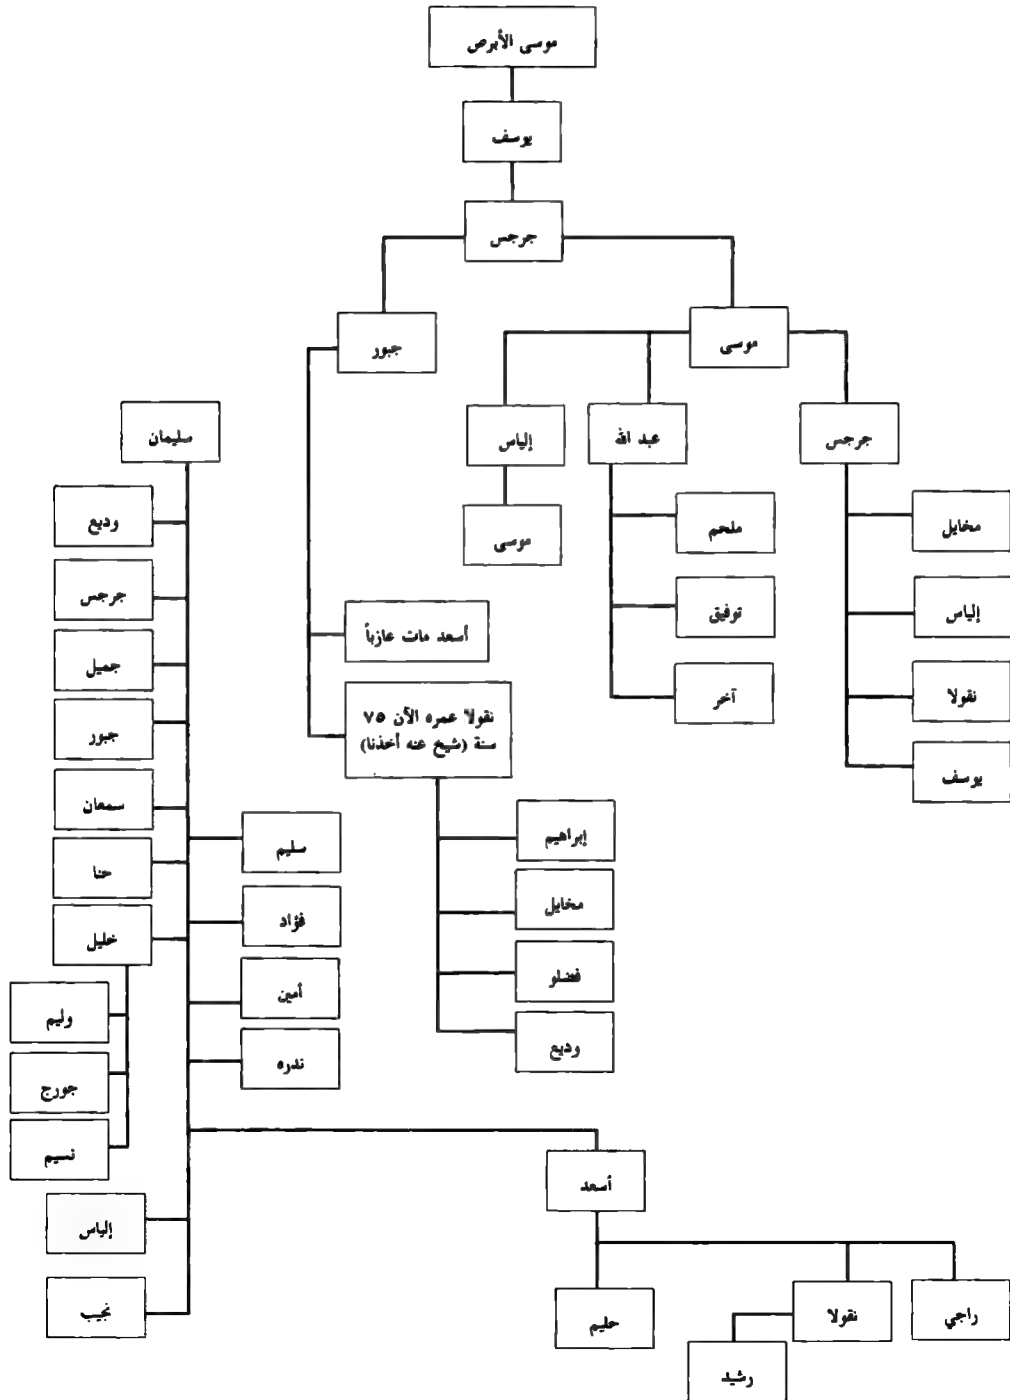 موسى الأبرص
يوسف
جرجس
موسى
جبور
جرجس
عبد الله
إلياس
سليمان
مخايل
ملحم
موسى
وديع
إلياس
توفيق
جرجس
أسعد مات عازباً
جميل
نقولا
آخر
نقولا عمره الآن ٧٥
سنة (شيخ عنه أخذنا)
جبور
يوسف
سمعان
إبراهيم
سليم
حنا
مخايل
فؤاد
خليل
فضلو
أمين
وليم
وديع
ندره
جورج
نسيم
أسعد
إلياس
راجي
نقولا
حليم
نجيب
رشيد